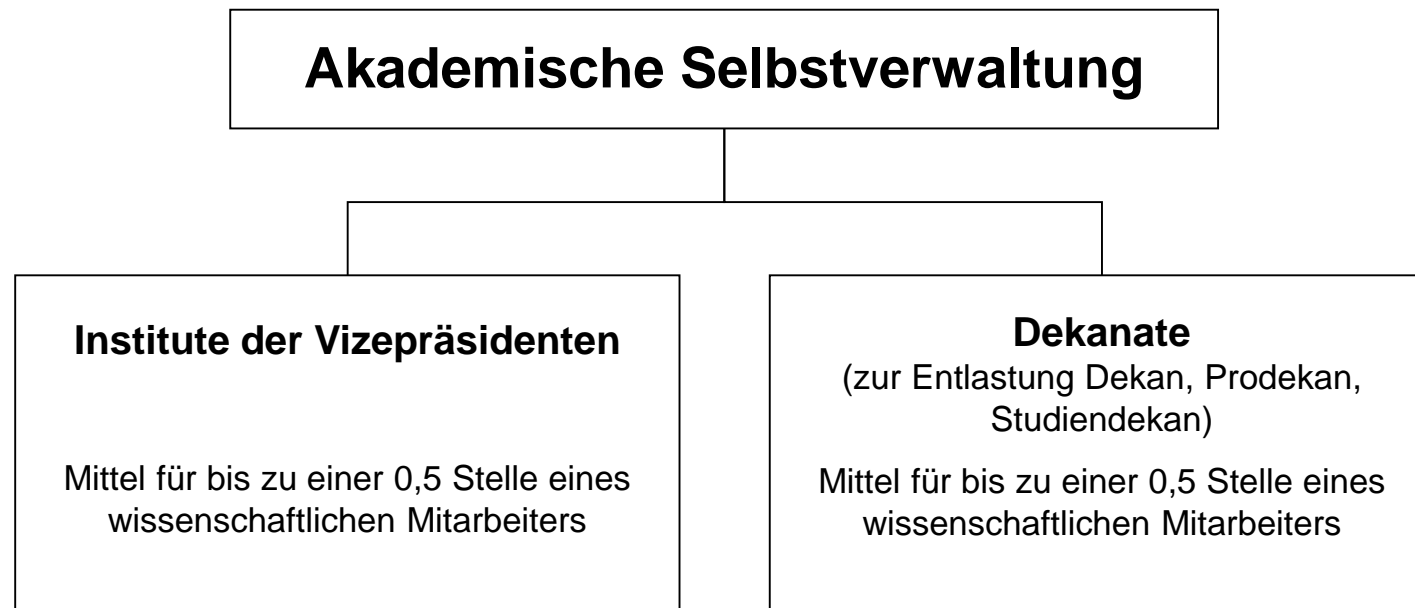 Akademische Selbstverwaltung
Institute der Vizepräsidenten
Mittel für bis zu einer 0,5 Stelle eines
wissenschaftlichen Mitarbeiters
Dekanate
(zur Entlastung Dekan, Prodekan,
Studiendekan)
Mittel für bis zu einer 0,5 Stelle eines
wissenschaftlichen Mitarbeiters